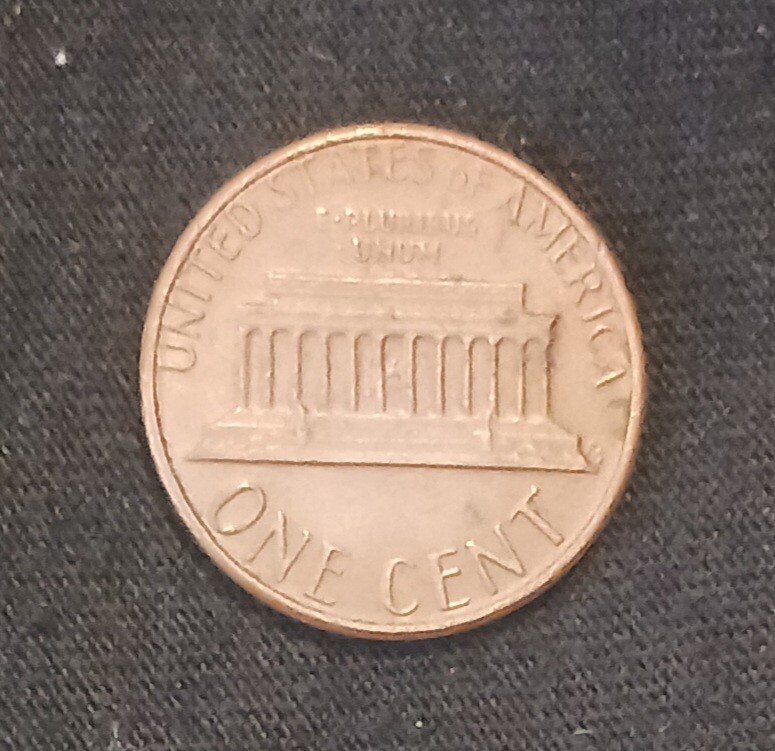 UNITED STATES OF AMERICA
E·PLURIBUS
UNUM
ONE CENT